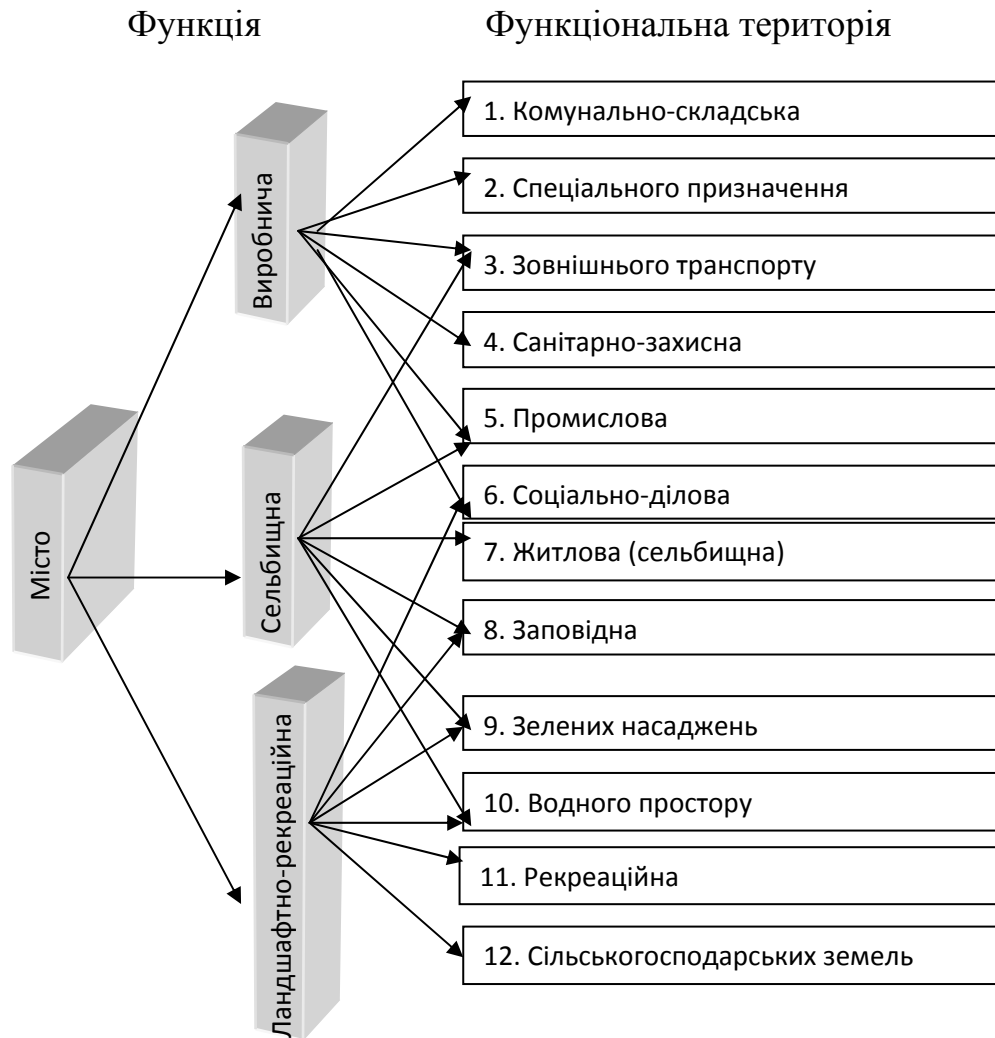 Функція
Функціональна територія
Місто
Виробнича
Сельбищна
Ландшафтно-рекреаційна
1. Комунально-складська
2. Спеціального призначення
3. Зовнішнього транспорту
4. Санітарно-захисна
5. Промислова
6. Соціально-ділова
7. Житлова (сельбищна)
8. Заповідна
9. Зелених насаджень
10. Водного простору
11. Рекреаційна
12. Сільськогосподарських земель